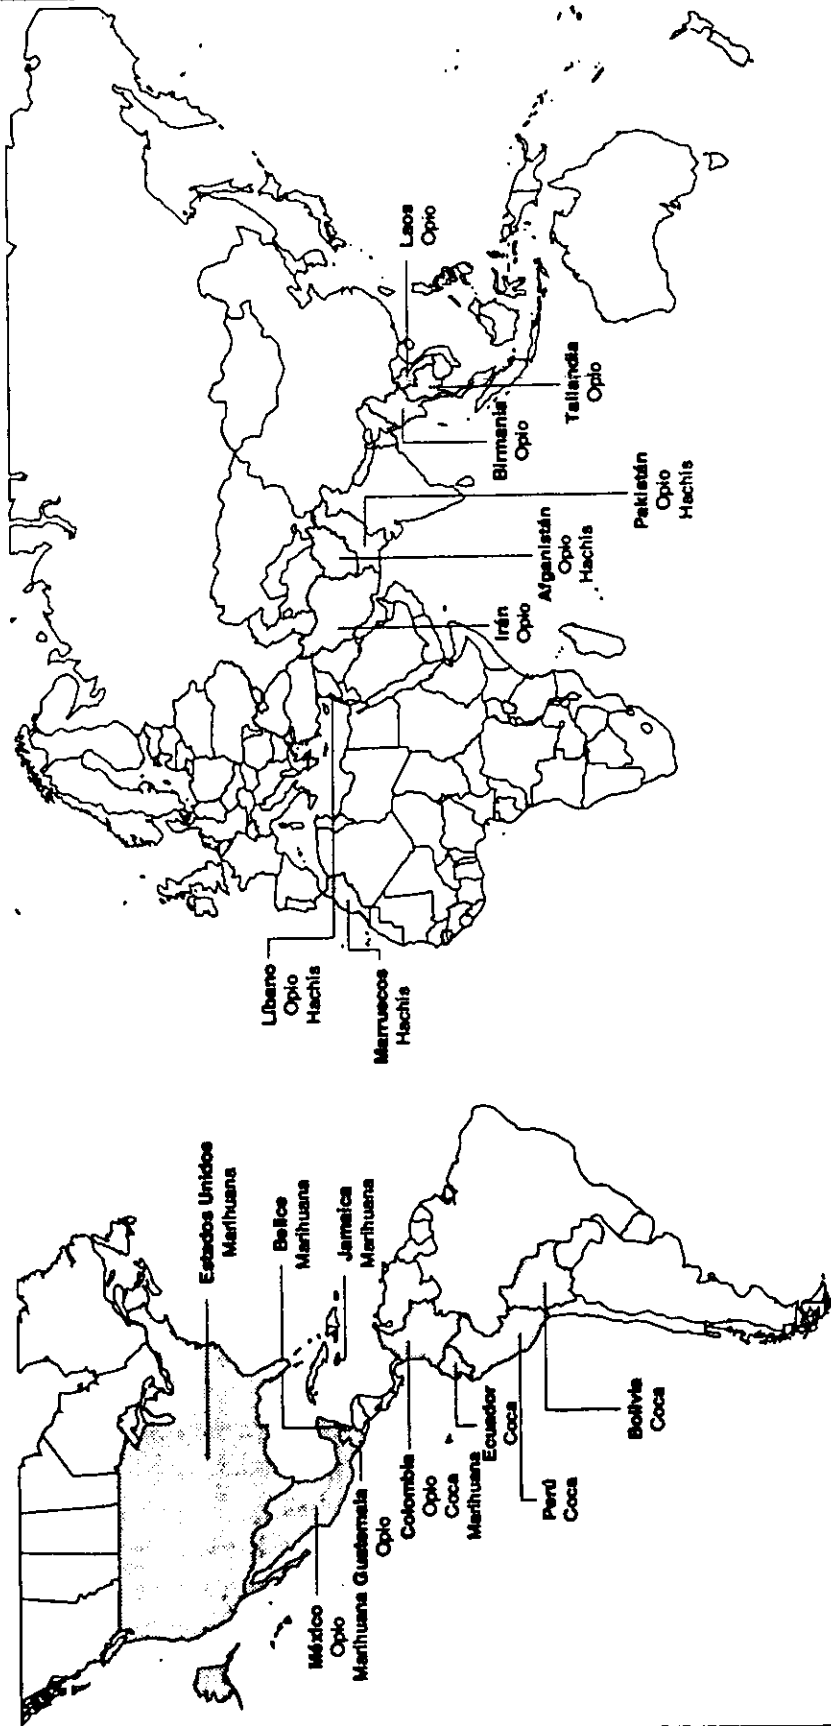 Estados Unidos
Marihuana
Belice
Marihuana
Jamaica
Marihuana
México
Opio
Marihuana
Guatemala
Opio
Colombia
Opio
Coca
Marihuana
Ecuador
Coca
Perú
Coca
Bolivia
Coca
Líbano
Opio
Hachís
Marruecos
Hachís
Irán
Opio
Afganistán
Opio
Hachís
Pakistán
Opio
Hachís
Birmania
Opio
Tailandia
Opio
Laos
Opio